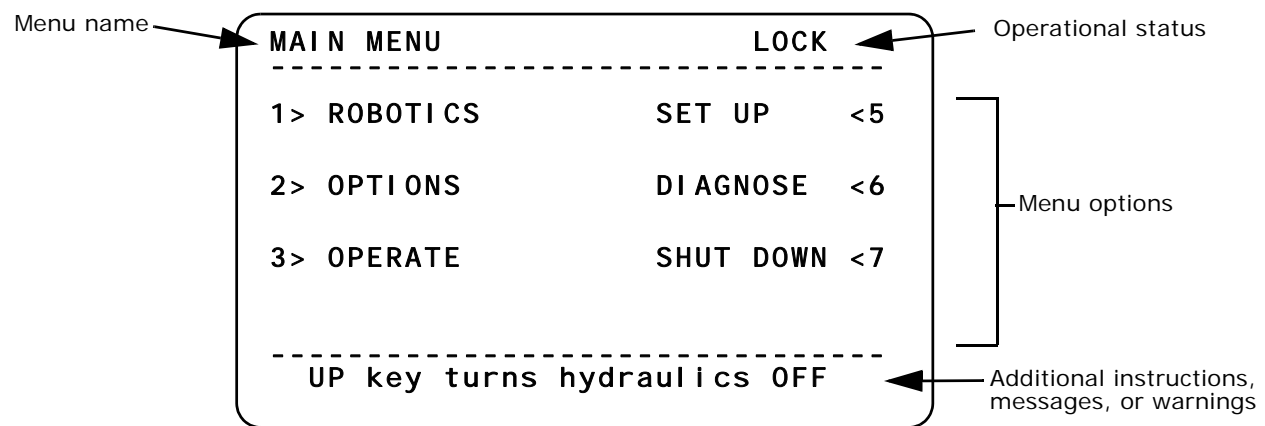 Menu name
Operational status
MAIN MENU LOCK
--------------------------------
1> ROBOTICS SET UP <5
2> OPTIONS DIAGNOSE <6
Menu options
3> OPERATE SHUT DOWN <7
--------------------------------
UP key turns hydraulics OFF
Additional instructions,
messages, or warnings